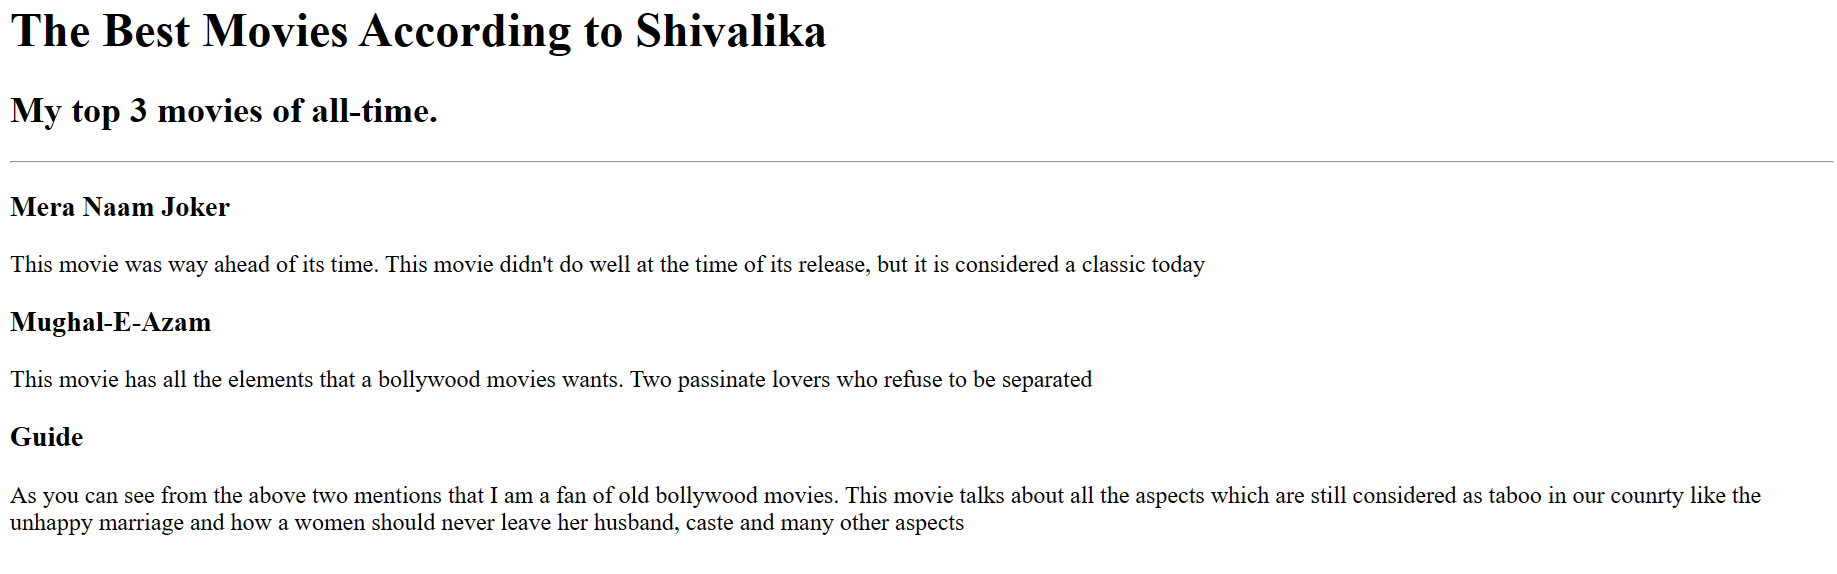 The Best Movies According to Shivalika
My top 3 movies of all-time.
Mera Naam Joker
This movie was way ahead of its time. This movie didn't do well at the time of its release, but it is considered a classic today
Mughal-E-Azam
This movie has all the elements that a bollywood movies wants. Two passinate lovers who refuse to be separated
Guide
As you can see from the above two mentions that I am a fan of old bollywood movies. This movie talks about all the aspects which are still considered as taboo in our counrty like the
unhappy marriage and how a women should never leave her husband, caste and many other aspects